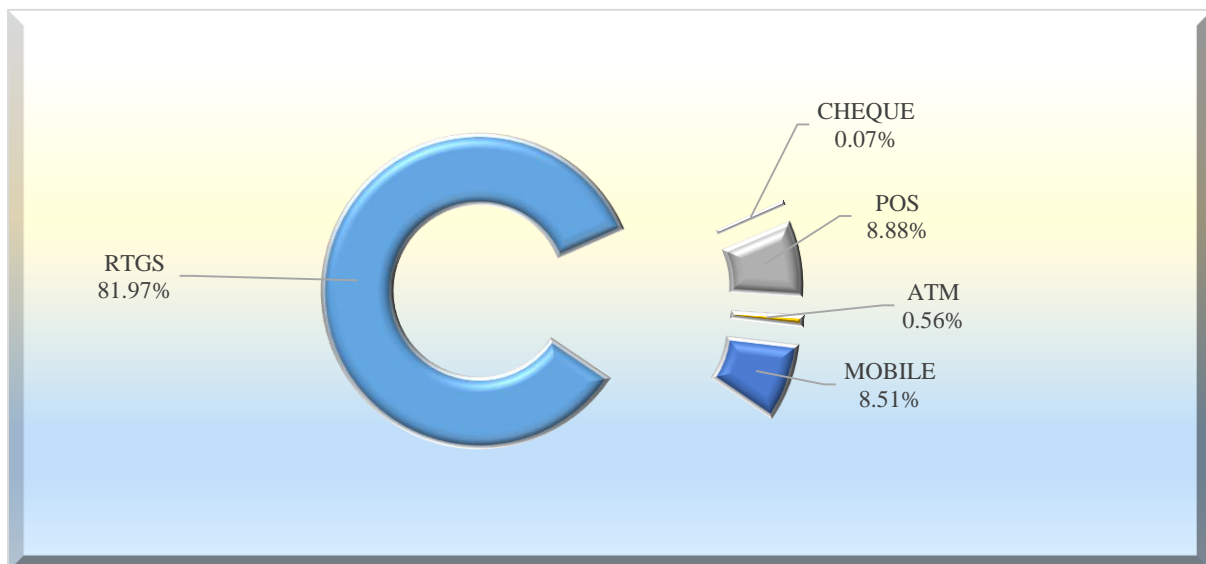 CHEQUE
0.07%
POS
8.88%
RTGS
81.97%
ATM
0.56%
MOBILE
8.51%